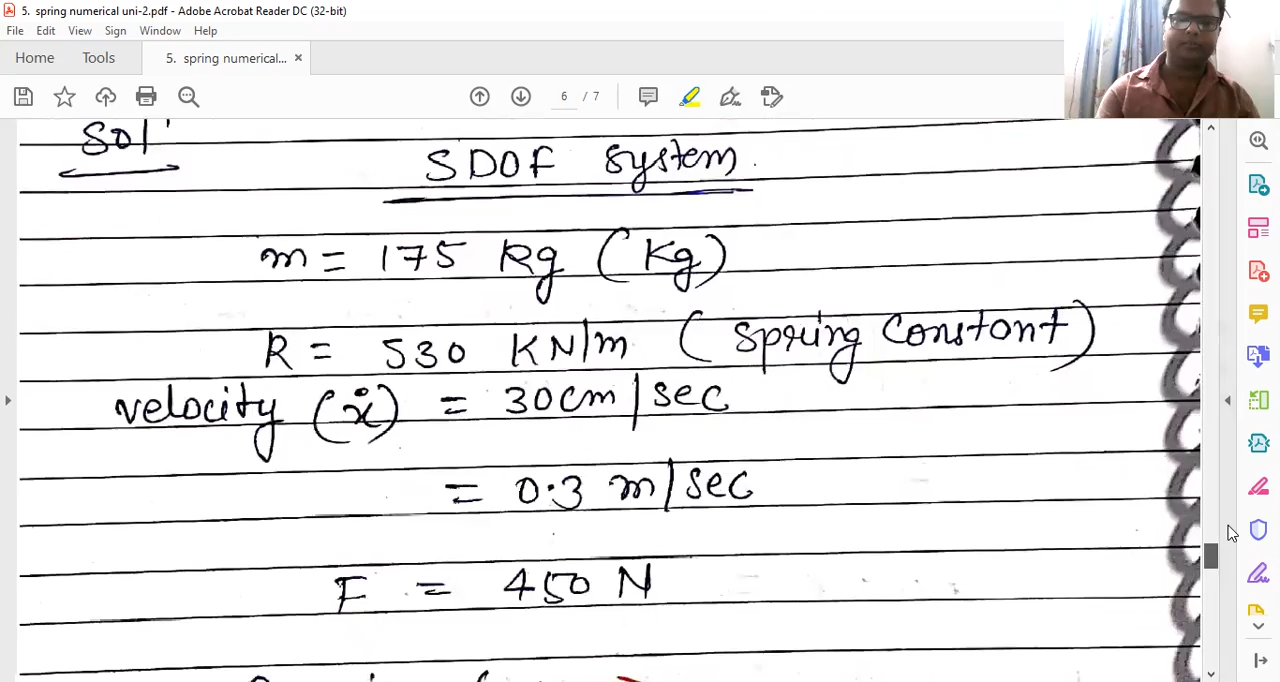 5. spring numerical uni-2.pdf - Adobe Acrobat Reader DC (32-bit)
File Edit View Sign Window Help
Home Tools 5. spring numerical... ×
6 / 7
Sol'
SDOF System
m = 175 Kg (Kg)
K = 530 KN/m (Spring Constant)
velocity (ẋ) = 30cm/sec
= 0.3 m/sec
F = 450 N